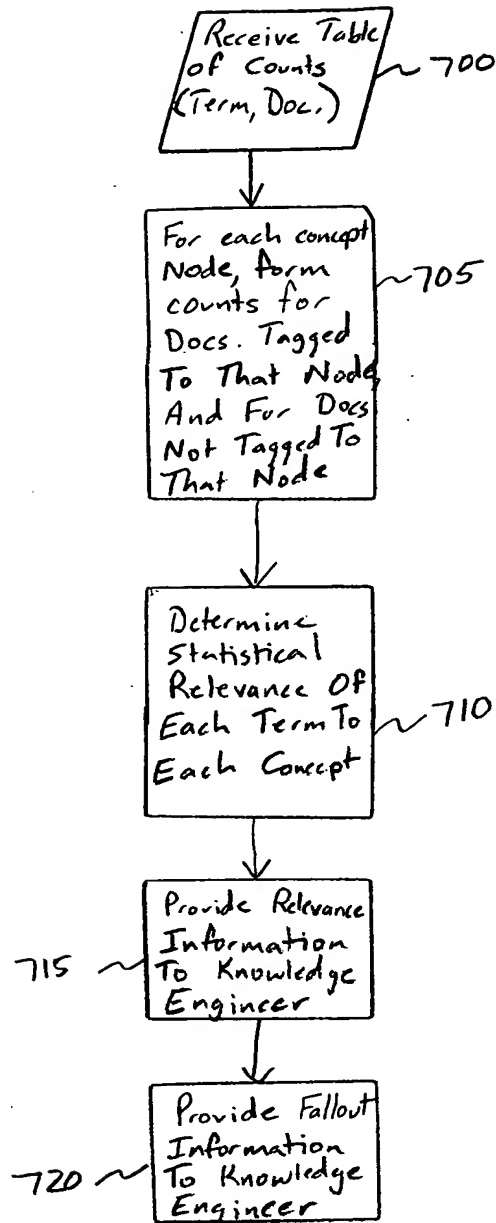 Receive Table
of Counts
(Term, Doc.)
700
For each concept
Node, form
counts for
Docs. Tagged
To That Node,
And For Docs
Not Tagged To
That Node
705
Determine
Statistical
Relevance Of
Each Term To
Each Concept
710
Provide Relevance
Information
To Knowledge
Engineer
715
Provide Fallout
Information
To Knowledge
Engineer
720